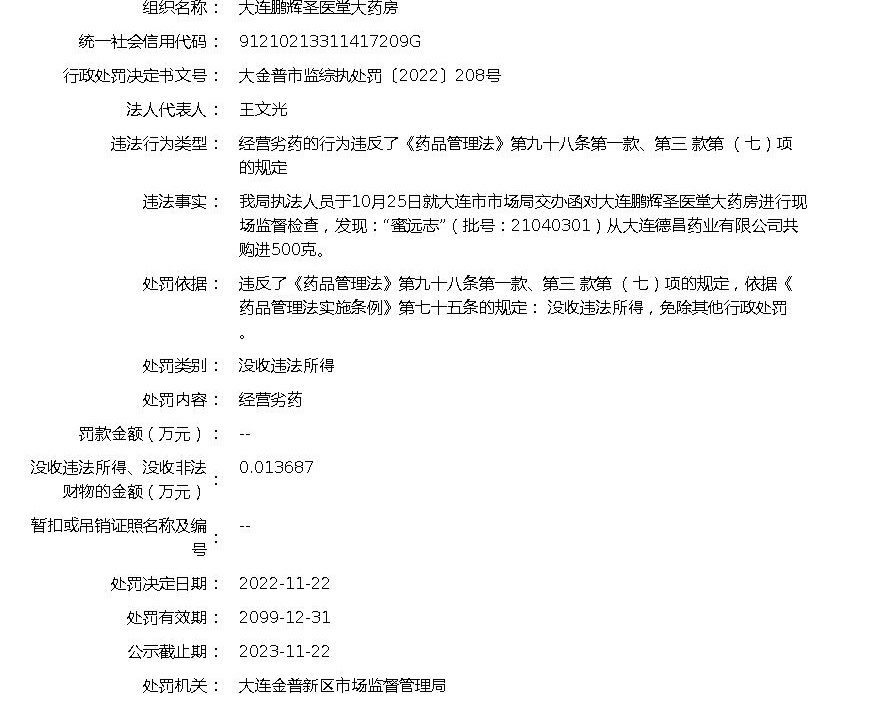 组织名称： 大连鹏辉圣医堂大药房
统一社会信用代码： 91210213311417209G
行政处罚决定书文号： 大金普市监综执处罚〔2022〕208号
法人代表人： 王文光
违法行为类型： 经营劣药的行为违反了《药品管理法》第九十八条第一款、第三 款第 （七）项
的规定
违法事实： 我局执法人员于10月25日就大连市市场局交办函对大连鹏辉圣医堂大药房进行现
场监督检查，发现：“蜜远志”（批号：21040301）从大连德昌药业有限公司共
购进500克。
处罚依据： 违反了《药品管理法》第九十八条第一款、第三 款第 （七）项的规定，依据《
药品管理法实施条例》第七十五条的规定： 没收违法所得，免除其他行政处罚
。
处罚类别： 没收违法所得
处罚内容： 经营劣药
罚款金额（万元）： --
没收违法所得、没收非法
财物的金额（万元）： 0.013687
暂扣或吊销证照名称及编
号： --
处罚决定日期： 2022-11-22
处罚有效期： 2099-12-31
公示截止期： 2023-11-22
处罚机关： 大连金普新区市场监督管理局